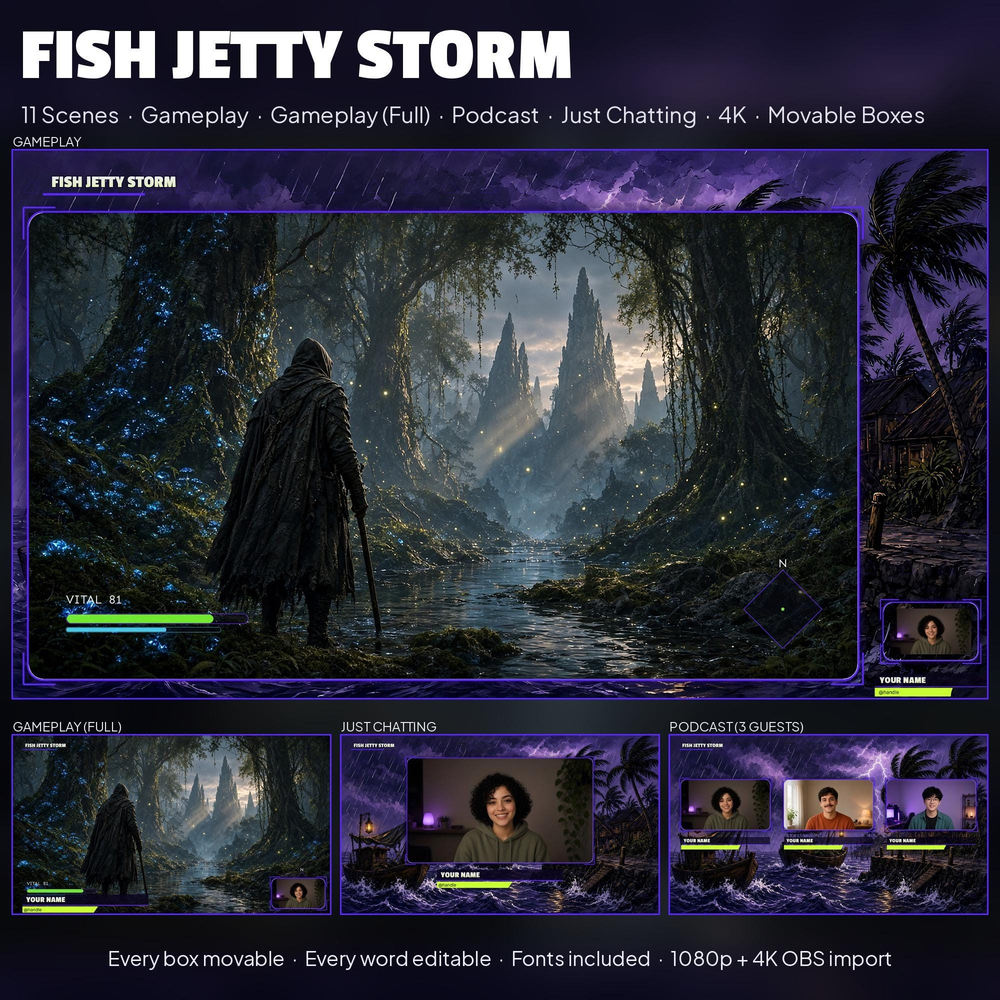 FISH JETTY STORM
11 Scenes · Gameplay · Gameplay (Full) · Podcast · Just Chatting · 4K · Movable Boxes
GAMEPLAY
FISH JETTY STORM
VITAL 81
N
YOUR NAME
@handle
GAMEPLAY (FULL)
FISH JETTY STORM
VITAL 81
YOUR NAME
@handle
JUST CHATTING
FISH JETTY STORM
YOUR NAME
@handle
PODCAST (3 GUESTS)
FISH JETTY STORM
YOUR NAME
YOUR NAME
YOUR NAME
Every box movable · Every word editable · Fonts included · 1080p + 4K OBS import